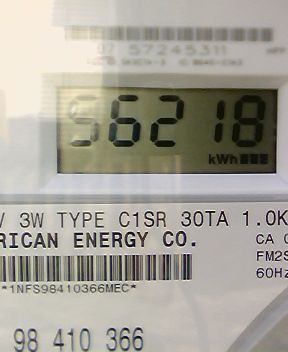 07 57245311
56218
kWh
V 3W TYPE C1SR 30TA 1.0K
RICAN ENERGY CO.
CA
FM2S
60Hz
*1NFS98410366MEC*
98 410 366